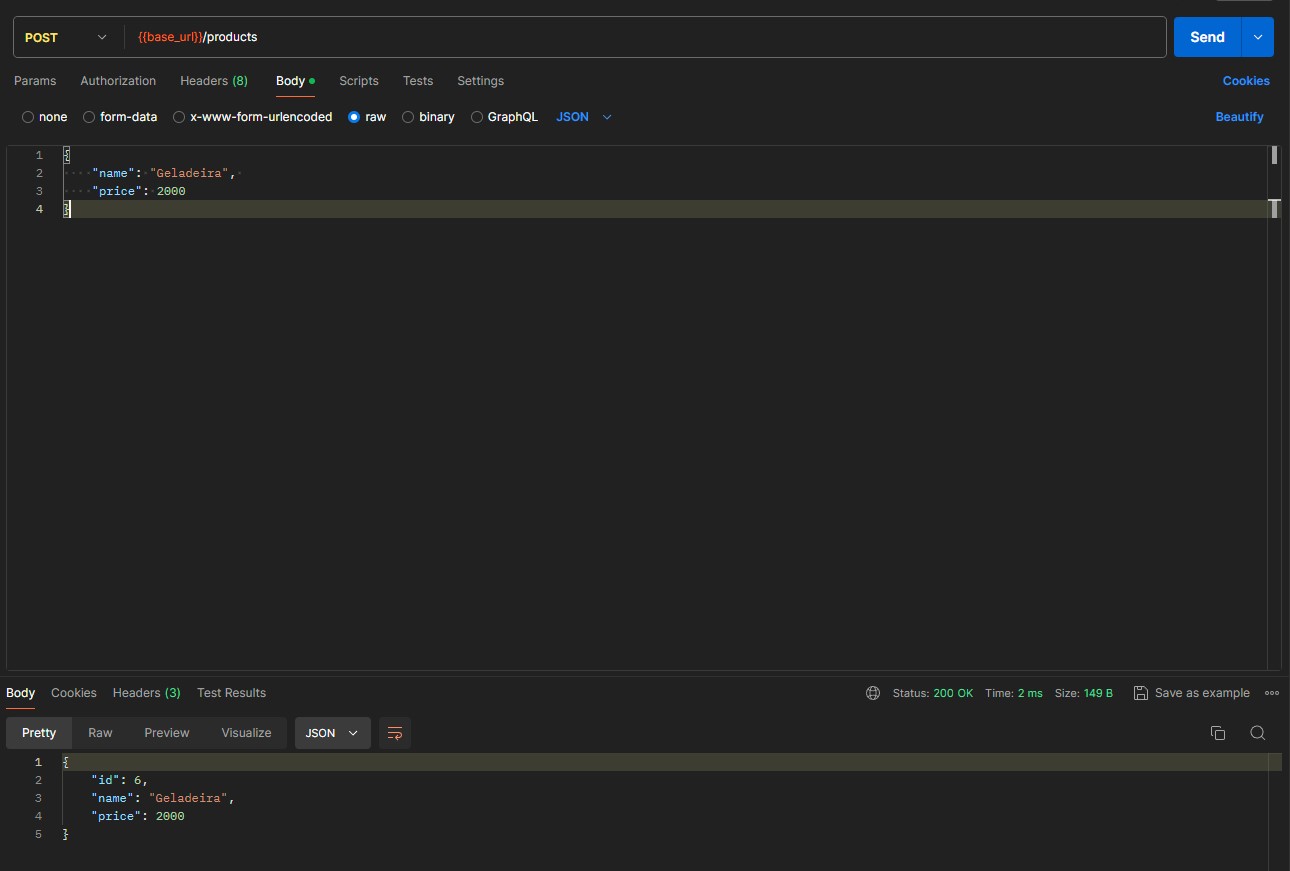 POST {{base_url}}/products Send
Params Authorization Headers (8) Body Scripts Tests Settings Cookies
none form-data x-www-form-urlencoded raw binary GraphQL JSON Beautify
1 {
2 "name": "Geladeira",
3 "price": 2000
4 }
Body Cookies Headers (3) Test Results Status: 200 OK Time: 2 ms Size: 149 B Save as example
Pretty Raw Preview Visualize JSON
1 {
2 "id": 6,
3 "name": "Geladeira",
4 "price": 2000
5 }